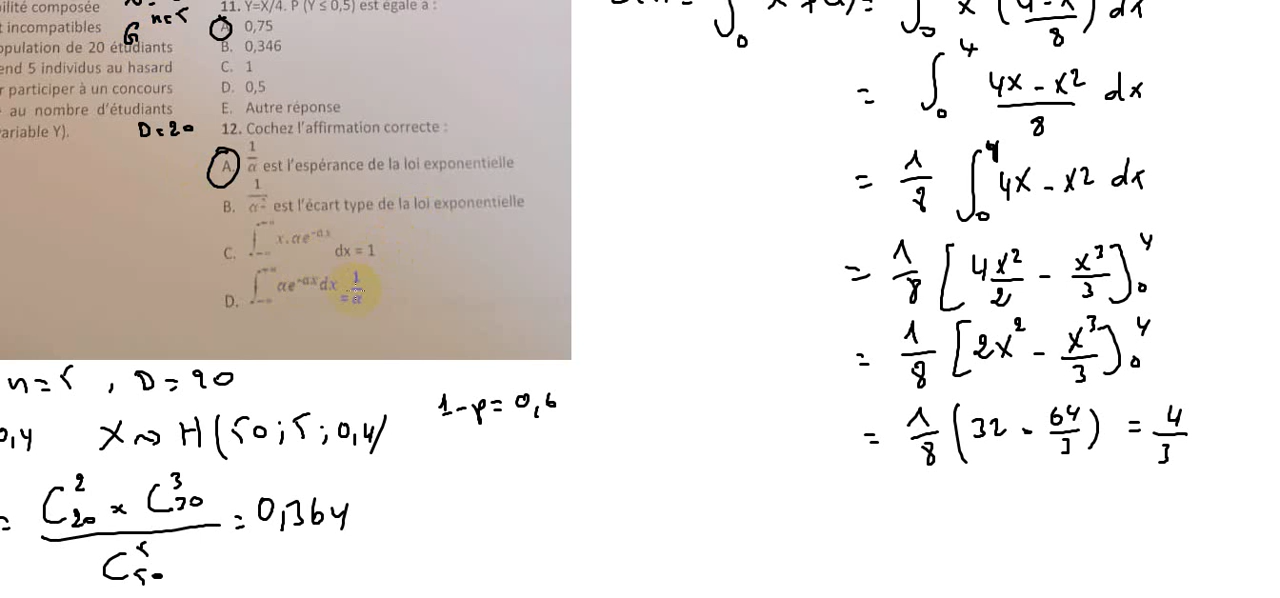 ilité composée
t incompatibles
opulation de 20 étudiants
end 5 individus au hasard
r participer à un concours
au nombre d'étudiants
ariable Y).
D=20
11. Y=X/4. P (Y ≤ 0,5) est égale à :
A. 0,75
B. 0,346
C. 1
D. 0,5
E. Autre réponse
12. Cochez l'affirmation correcte :
A. 1/α est l'espérance de la loi exponentielle
B. 1/α² est l'écart type de la loi exponentielle
C. ∫ x.αe^-αx dx = 1
D. ∫ αe^-αx dx = 1/α
n=5 , D=20
0,4 X ~> H(50;5;0,4)
1-p=0,6
= C²₂₀ × C³₃₀ / C⁵₅₀ = 0,364
= ∫₀⁴ (4x - x²)/8 dx
= 1/8 ∫₀⁴ 4x - x2 dx
= 1/8 [4x²/2 - x³/3]₀⁴
= 1/8 [2x² - x³/3]₀⁴
= 1/8 (32 - 64/3) = 4/3